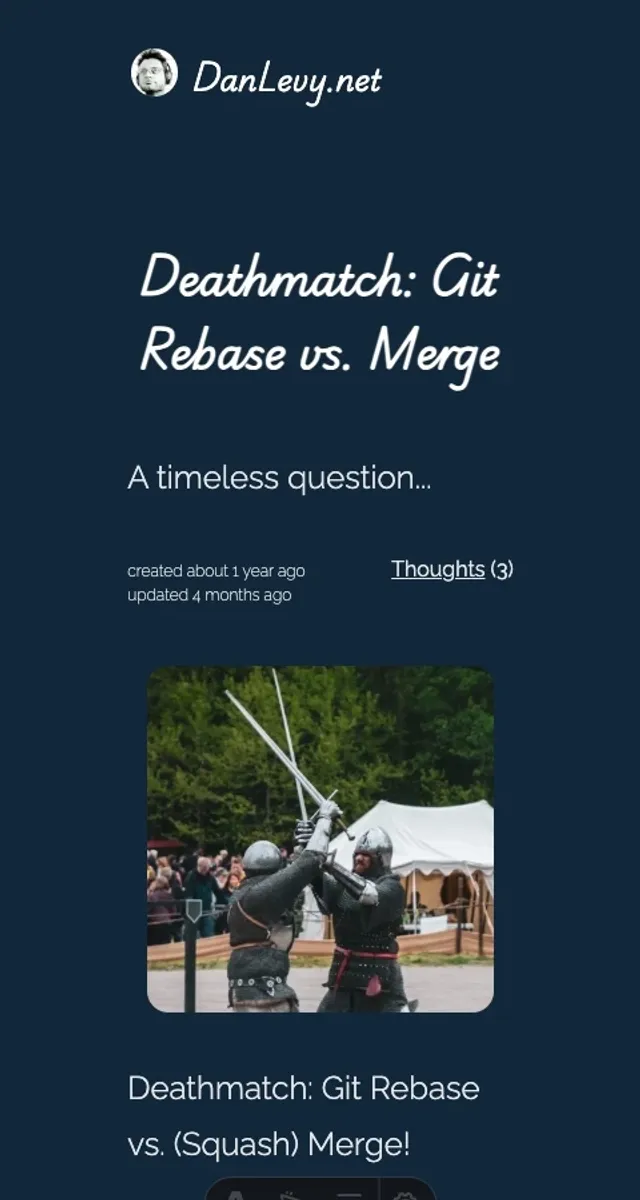 DanLevy.net
Deathmatch: Git
Rebase vs. Merge
A timeless question...
created about 1 year ago
Thoughts (3)
updated 4 months ago
Deathmatch: Git Rebase
vs. (Squash) Merge!